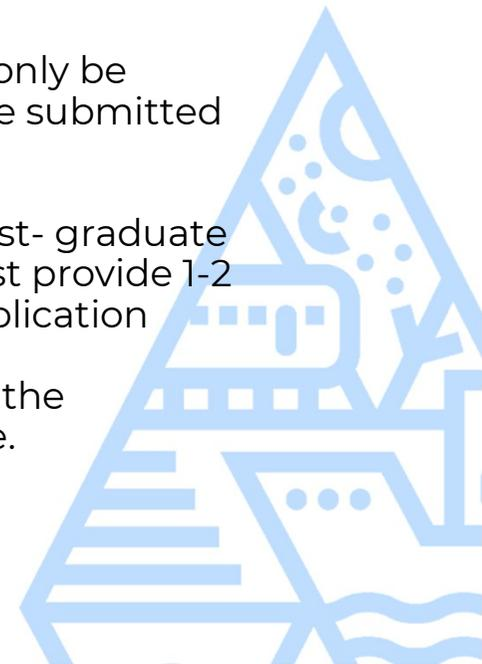 only be
e submitted
st- graduate
st provide 1-2
plication
the
e.